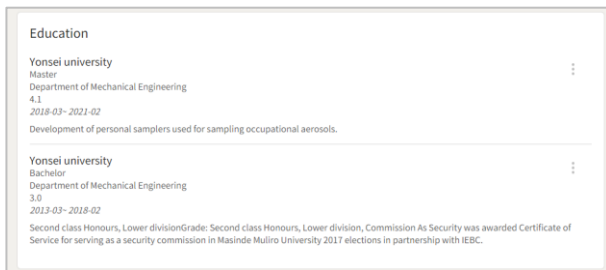 Education
Yonsei university
Master
Department of Mechanical Engineering
4.1
2018-03~ 2021-02
Development of personal samplers used for sampling occupational aerosols.
Yonsei university
Bachelor
Department of Mechanical Engineering
3.0
2013-03~ 2018-02
Second class Honours, Lower divisionGrade: Second class Honours, Lower division, Commission As Security was awarded Certificate of
Service for serving as a security commission in Masinde Muliro University 2017 elections in partnership with IEBC.